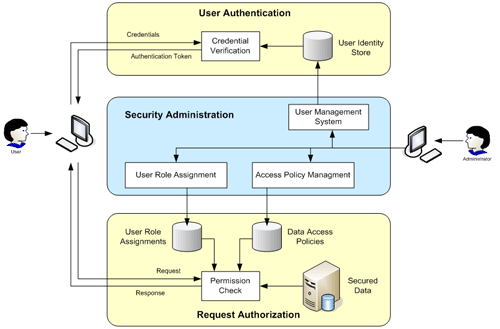 User Authentication
Credentials
Authentication Token
Credential
Verification
User Identity
Store
Security Administration
User Management
System
User
Adminsitrator
User Role Assignment
Access Policy Managment
User Role
Assignments
Data Access
Policies
Request
Response
Permission
Check
Secured
Data
Request Authorization